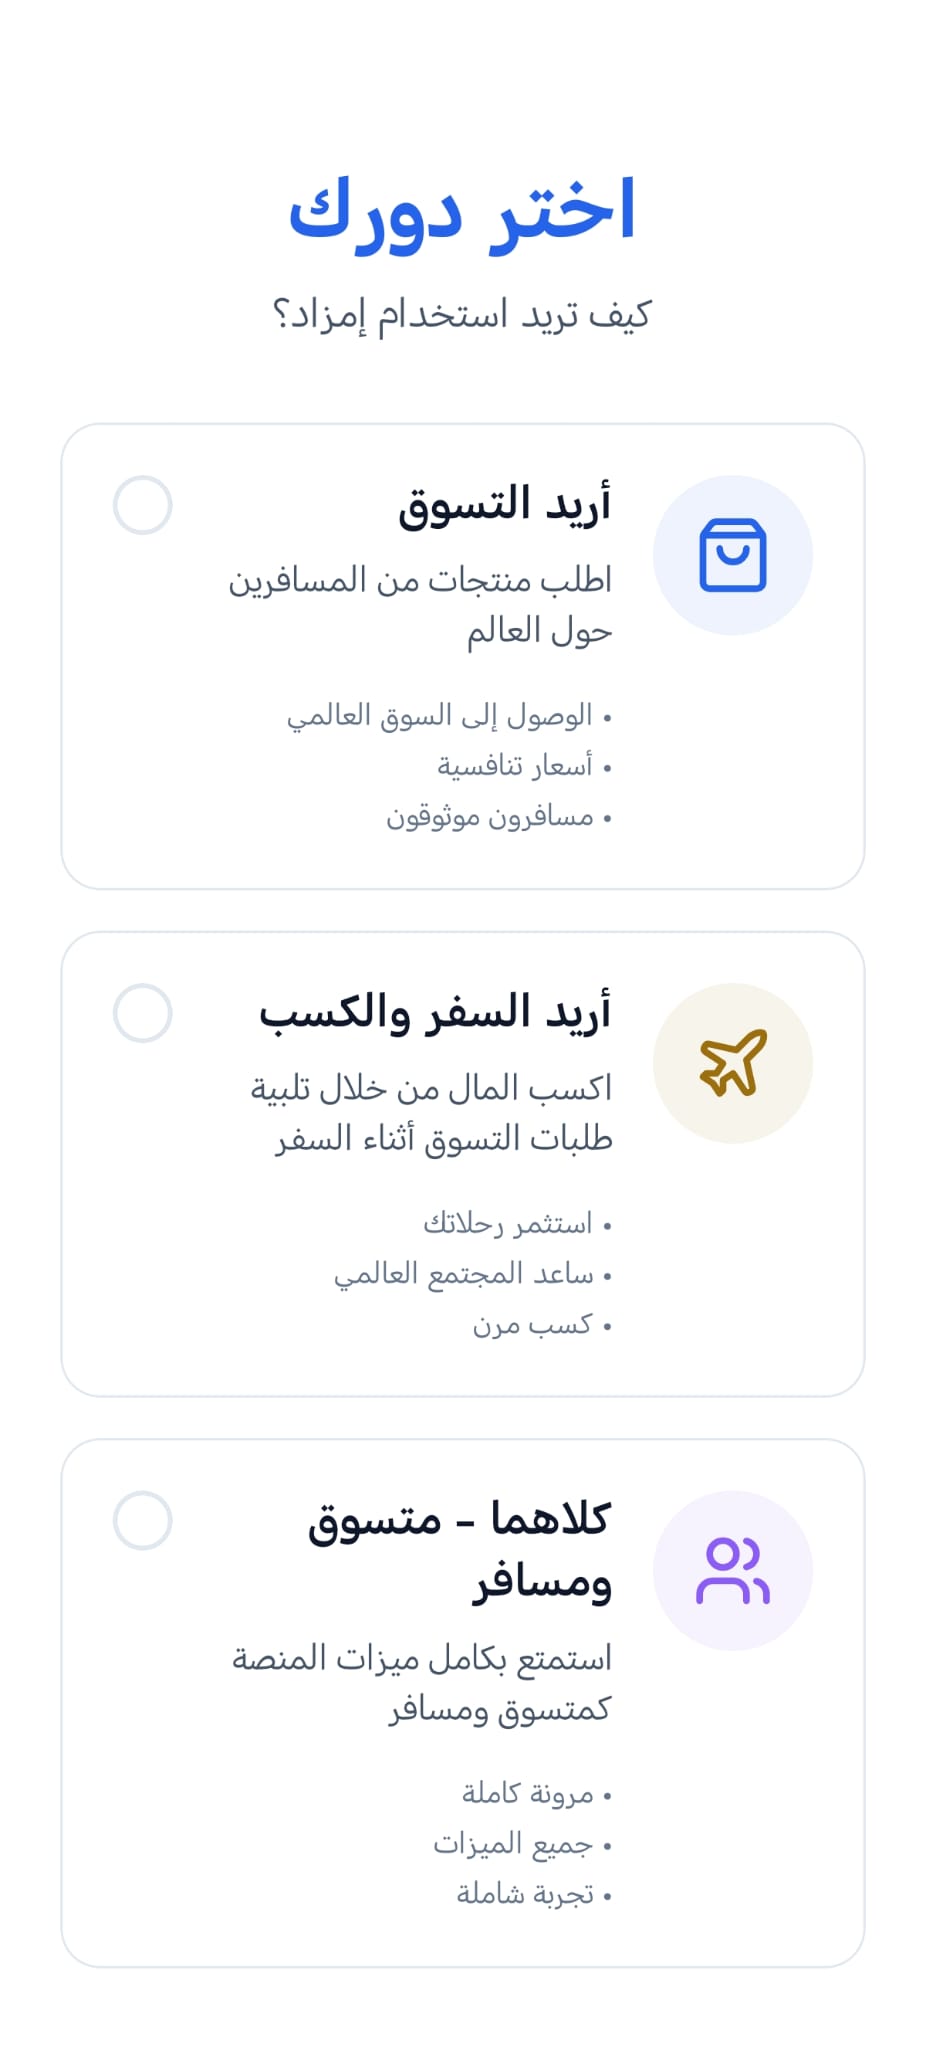 اختر دورك
كيف تريد استخدام إمزاد؟
أريد التسوق
اطلب منتجات من المسافرين
حول العالم
• الوصول إلى السوق العالمي
• أسعار تنافسية
• مسافرون موثوقون
أريد السفر والكسب
اكسب المال من خلال تلبية
طلبات التسوق أثناء السفر
• استثمر رحلاتك
• ساعد المجتمع العالمي
• كسب مرن
كلاهما - متسوق
ومسافر
استمتع بكامل ميزات المنصة
كمتسوق ومسافر
• مرونة كاملة
• جميع الميزات
• تجربة شاملة